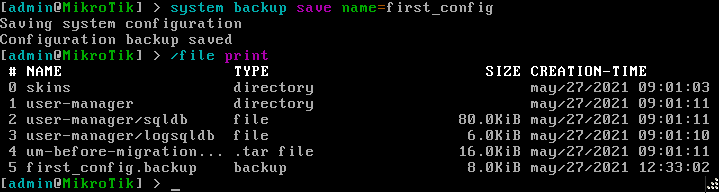 [admin@MikroTik] > system backup save name=first_config
Saving system configuration
Configuration backup saved
[admin@MikroTik] > /file print
# NAME TYPE SIZE CREATION-TIME
0 skins directory may/27/2021 09:01:03
1 user-manager directory may/27/2021 09:01:11
2 user-manager/sqldb file 80.0KiB may/27/2021 09:01:11
3 user-manager/logsqldb file 6.0KiB may/27/2021 09:01:10
4 um-before-migration... .tar file 16.0KiB may/27/2021 09:01:11
5 first_config.backup backup 8.0KiB may/27/2021 12:33:02
[admin@MikroTik] > _